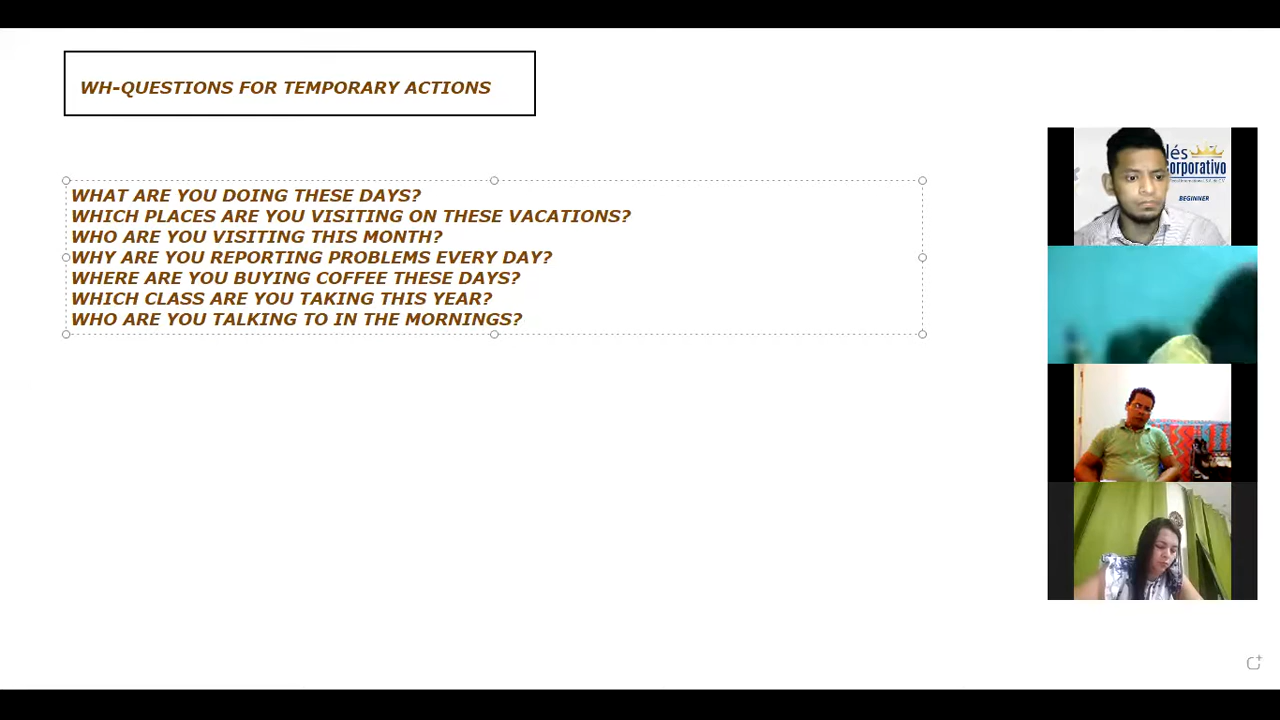 WH-QUESTIONS FOR TEMPORARY ACTIONS
WHAT ARE YOU DOING THESE DAYS?
WHICH PLACES ARE YOU VISITING ON THESE VACATIONS?
WHO ARE YOU VISITING THIS MONTH?
WHY ARE YOU REPORTING PROBLEMS EVERY DAY?
WHERE ARE YOU BUYING COFFEE THESE DAYS?
WHICH CLASS ARE YOU TAKING THIS YEAR?
WHO ARE YOU TALKING TO IN THE MORNINGS?
BEGINNER